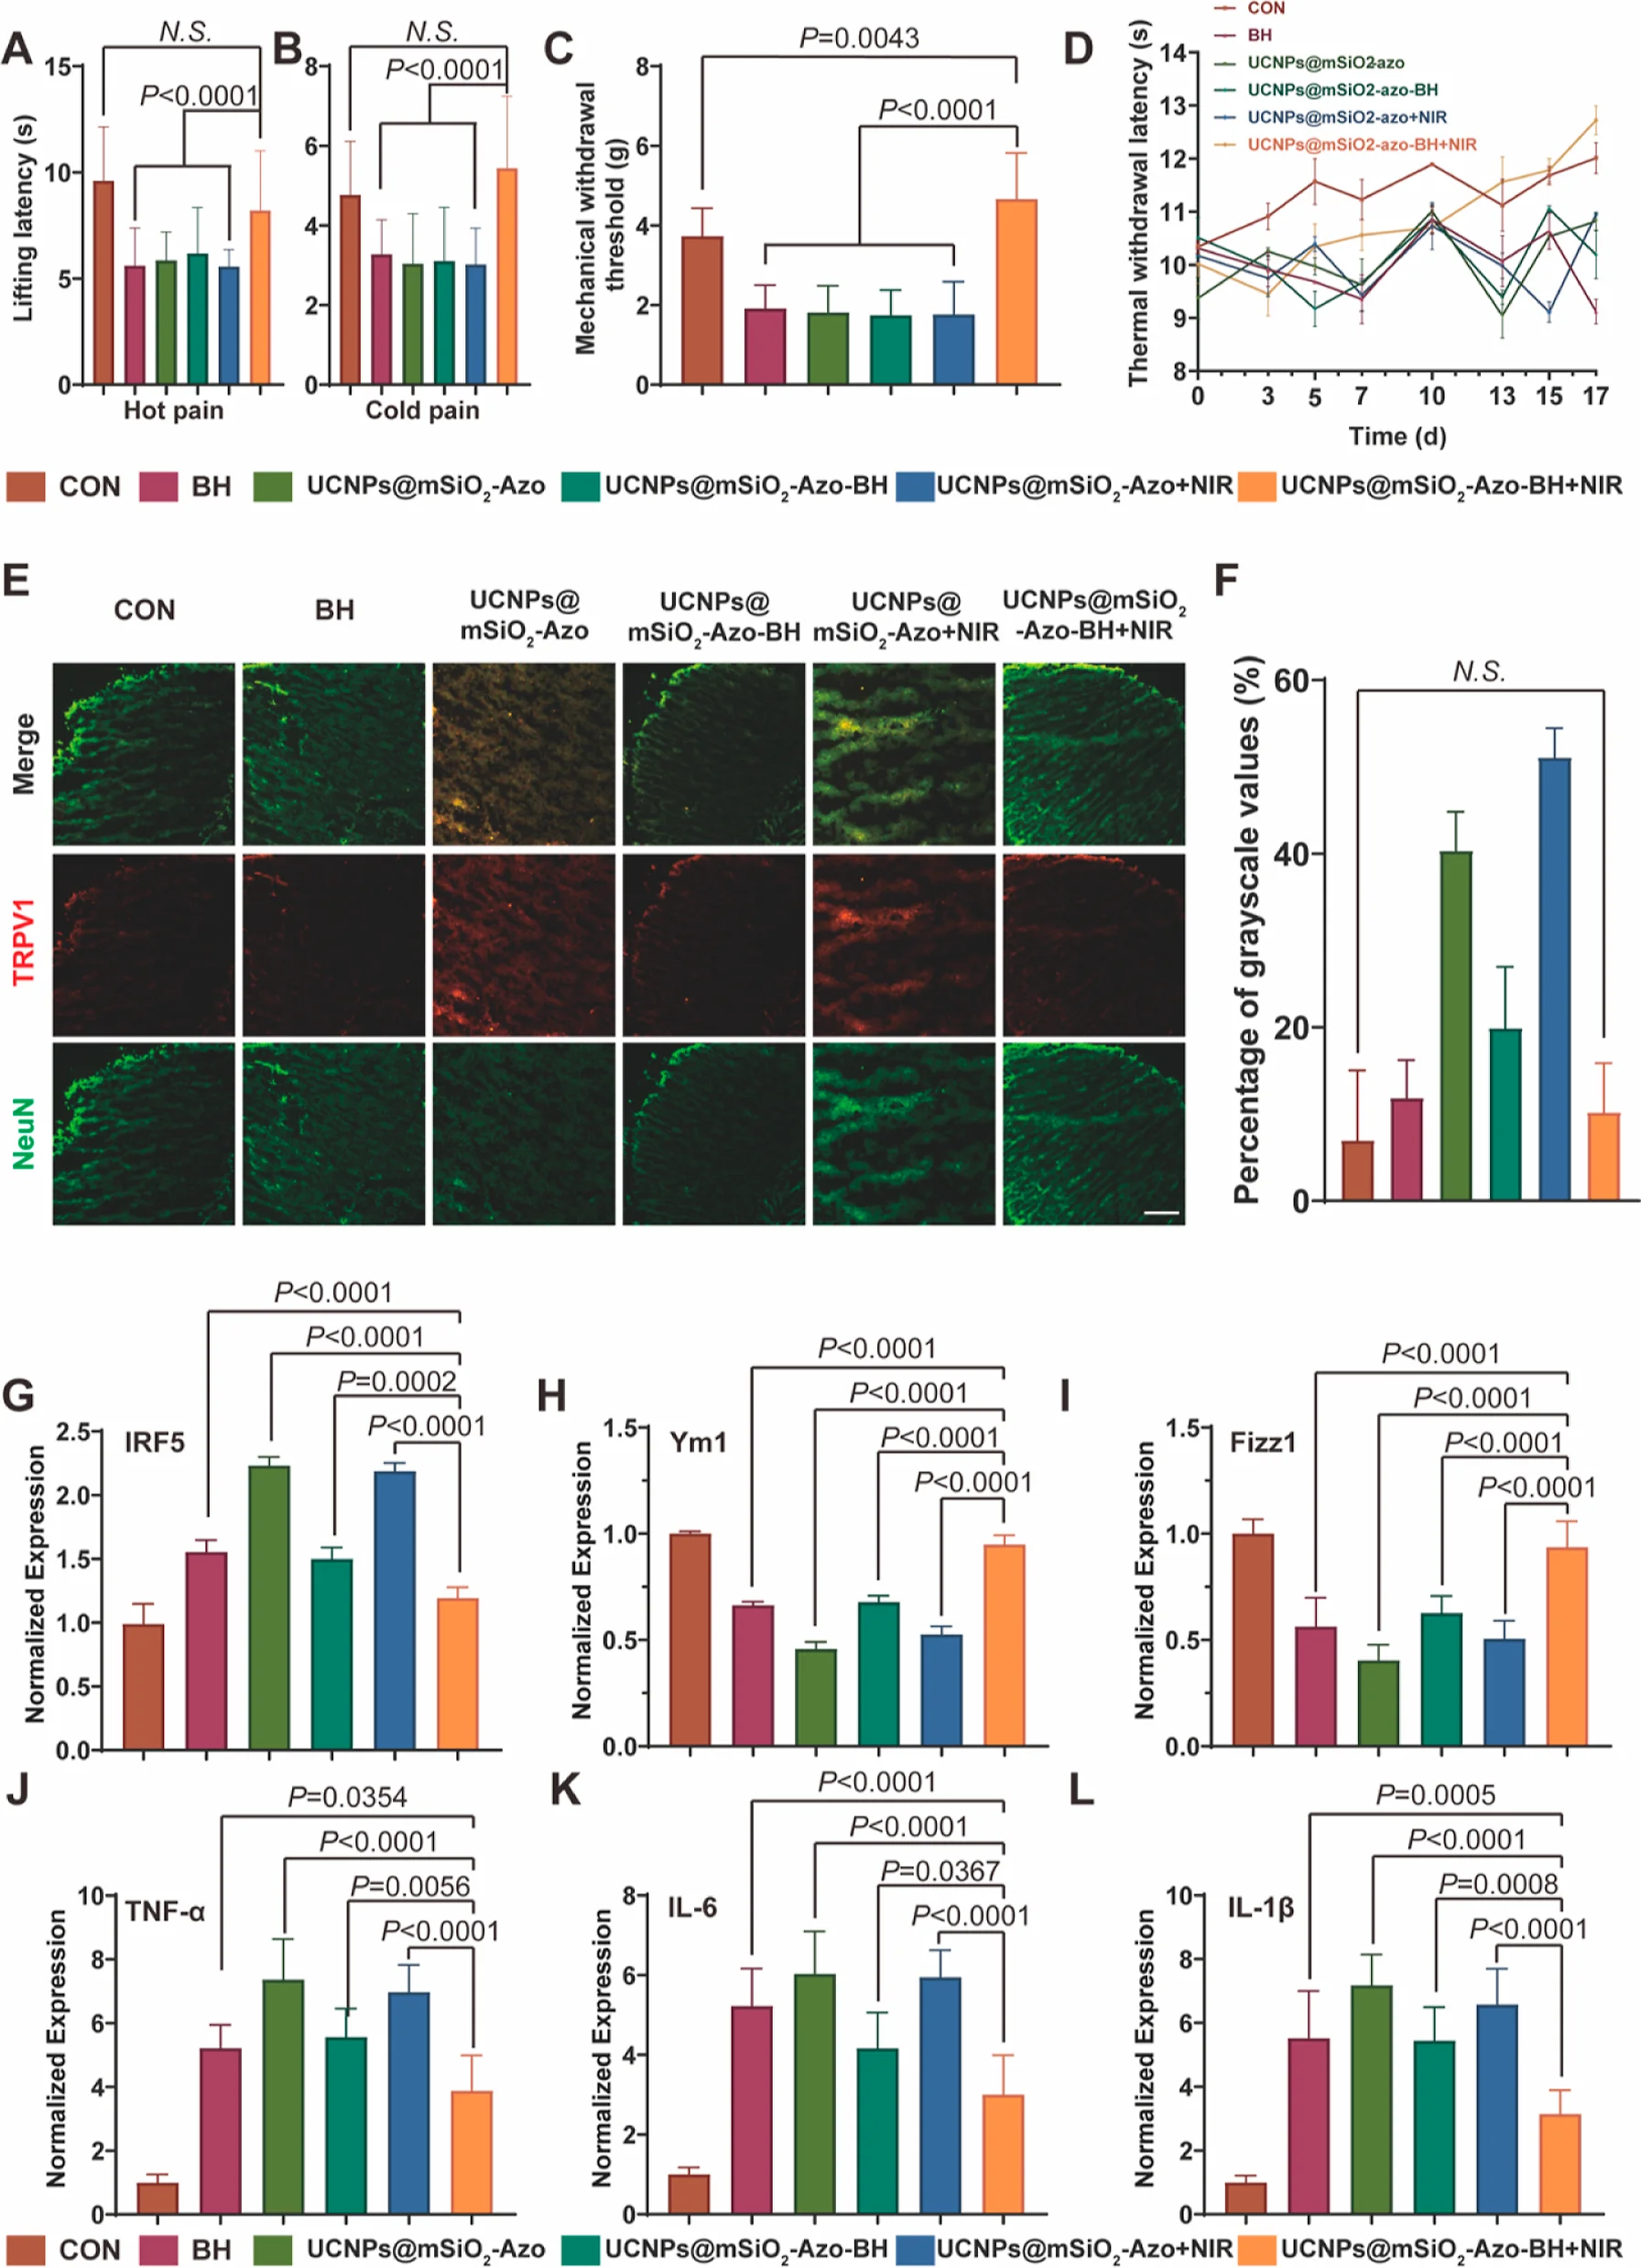 A
N.S.
P<0.0001
Lifting latency (s)
15
10
5
0
Hot pain
B
N.S.
P<0.0001
8
6
4
2
0
Cold pain
C
P=0.0043
P<0.0001
Mechanical withdrawal
threshold (g)
8
6
4
2
0
D
CON
BH
UCNPs@mSiO2-azo
UCNPs@mSiO2-azo-BH
UCNPs@mSiO2-azo+NIR
UCNPs@mSiO2-azo-BH+NIR
Thermal withdrawal latency (s)
14
13
12
11
10
9
8
0 3 5 7 10 13 15 17
Time (d)
CON BH UCNPs@mSiO2-Azo UCNPs@mSiO2-Azo-BH UCNPs@mSiO2-Azo+NIR UCNPs@mSiO2-Azo-BH+NIR
E
CON
BH
UCNPs@
mSiO2-Azo
UCNPs@
mSiO2-Azo-BH
UCNPs@
mSiO2-Azo+NIR
UCNPs@mSiO2
-Azo-BH+NIR
Merge
TRPV1
NeuN
F
N.S.
Percentage of grayscale values (%)
60
40
20
0
G
P<0.0001
P<0.0001
P=0.0002
P<0.0001
IRF5
Normalized Expression
2.5
2.0
1.5
1.0
0.5
0.0
H
P<0.0001
P<0.0001
P<0.0001
P<0.0001
Ym1
Normalized Expression
1.5
1.0
0.5
0.0
I
P<0.0001
P<0.0001
P<0.0001
P<0.0001
Fizz1
Normalized Expression
1.5
1.0
0.5
0.0
J
P=0.0354
P<0.0001
P=0.0056
P<0.0001
TNF-α
Normalized Expression
10
8
6
4
2
0
K
P<0.0001
P<0.0001
P=0.0367
P<0.0001
IL-6
Normalized Expression
8
6
4
2
0
L
P=0.0005
P<0.0001
P=0.0008
P<0.0001
IL-1β
Normalized Expression
10
8
6
4
2
0
CON BH UCNPs@mSiO2-Azo UCNPs@mSiO2-Azo-BH UCNPs@mSiO2-Azo+NIR UCNPs@mSiO2-Azo-BH+NIR